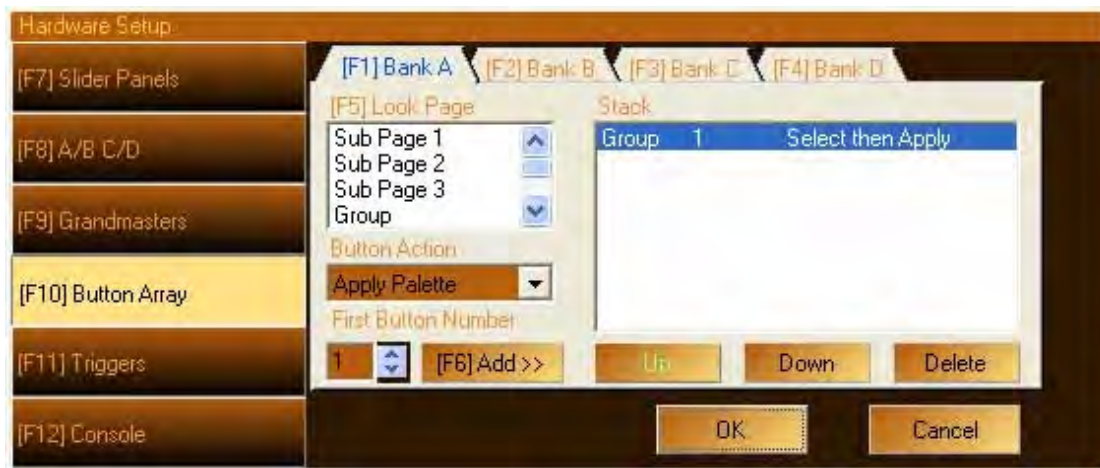 Hardware Setup
[F7] Slider Panels
[F8] A/B C/D
[F9] Grandmasters
[F10] Button Array
[F11] Triggers
[F12] Console
[F1] Bank A
[F2] Bank B
[F3] Bank C
[F4] Bank D
[F5] Look Page
Sub Page 1
Sub Page 2
Sub Page 3
Group
Button Action
Apply Palette
First Button Number
1
[F6] Add >>
Stack
Group 1 Select then Apply
Up
Down
Delete
OK
Cancel